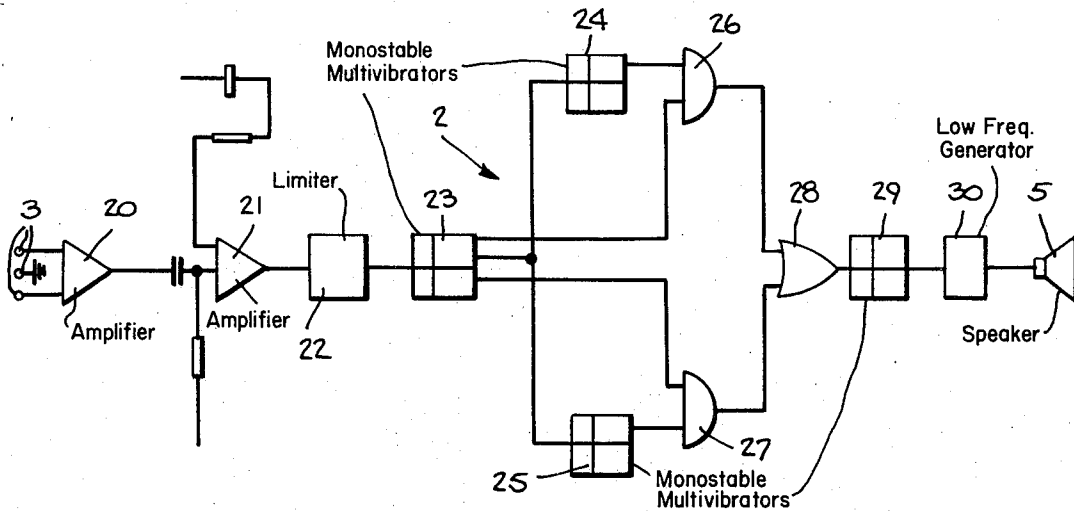 24
26
Monostable
Multivibrators
2
Low Freq.
Generator
Limiter
3
20
21
23
28
29
30
5
Amplifier
Amplifier
22
Speaker
27
25
Monostable
Multivibrators